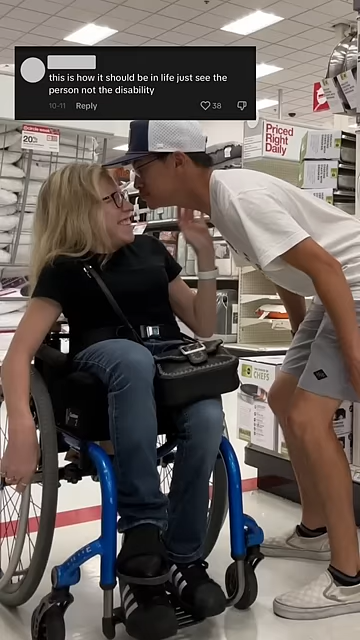 this is how it should be in life just see the
person not the disability
10-11 Reply 38
20%
Priced
Right
Daily
CHEFS